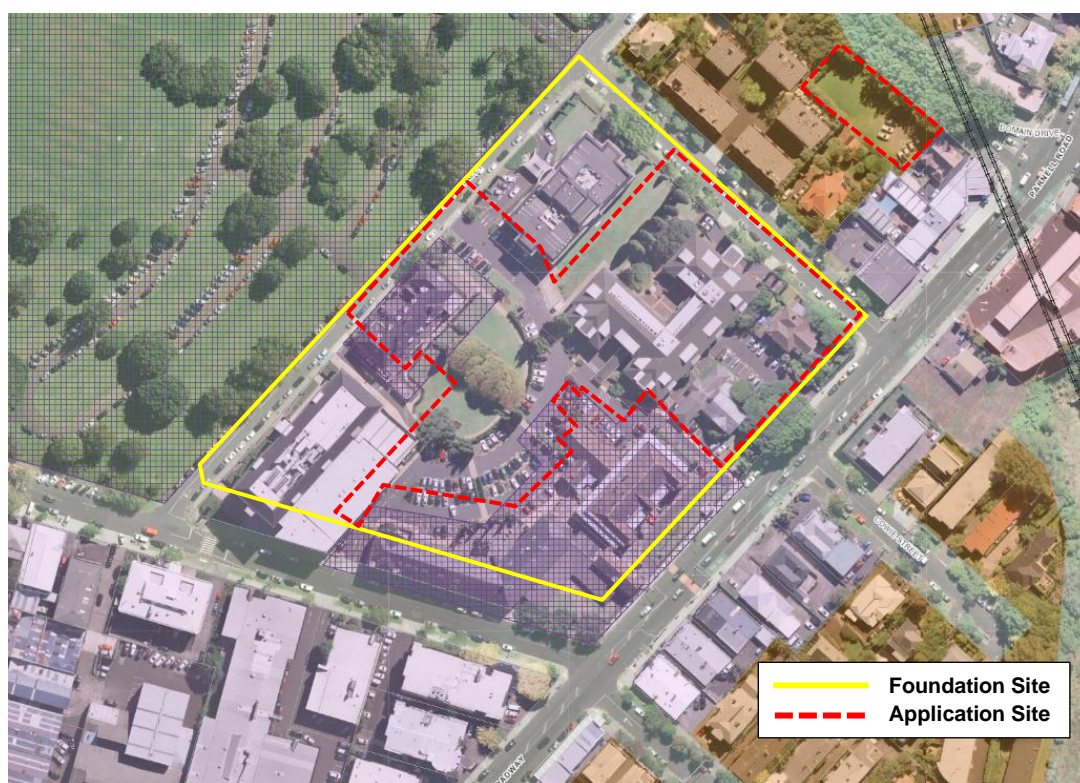 DOMAIN DRIVE
PARNELL ROAD
COWIE STREET
Foundation Site
Application Site